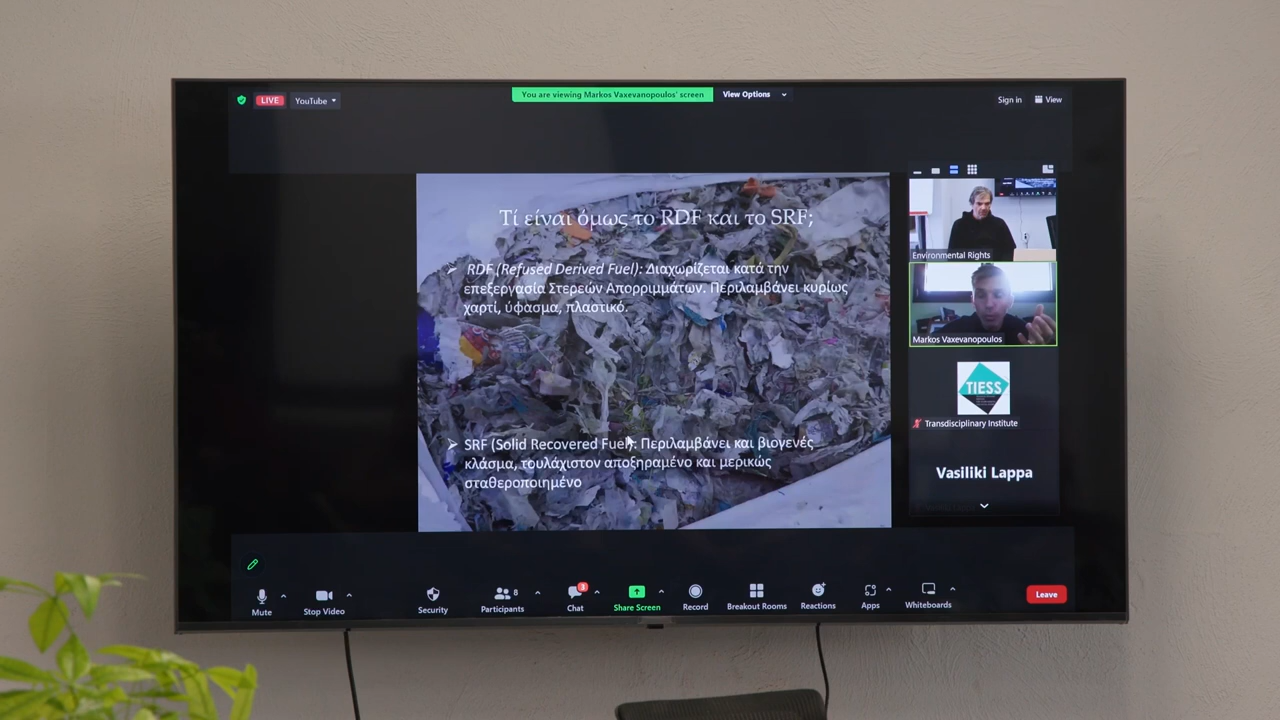 LIVE
YouTube
You are viewing Markos Vaxevanopoulos' screen
View Options
Sign in
View
Τί είναι όμως το RDF και το SRF;
RDF (Refused Derived Fuel): Διαχωρίζεται κατά την
επεξεργασία Στερεών Απορριμμάτων. Περιλαμβάνει κυρίως
χαρτί, ύφασμα, πλαστικό.
SRF (Solid Recovered Fuel): Περιλαμβάνει και βιογενές
κλάσμα, τουλάχιστον αποξηραμένο και μερικώς
σταθεροποιημένο
Environmental Rights
Markos Vaxevanopoulos
TIESS
Transdisciplinary Institute
Vasiliki Lappa
Mute
Stop Video
Security
Participants
8
Chat
3
Share Screen
Record
Breakout Rooms
Reactions
Apps
Whiteboards
Leave